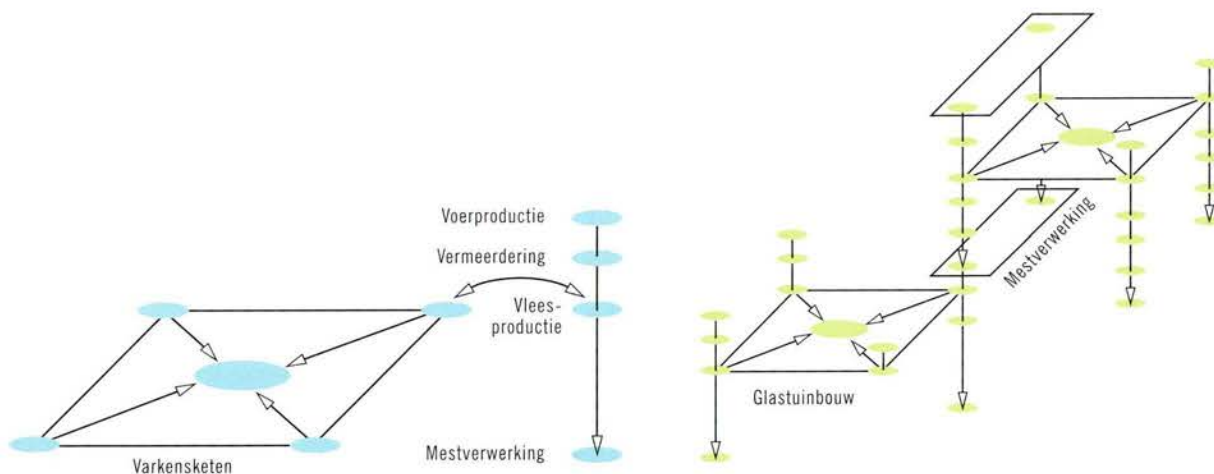 Voerproductie
Vermeerdering
Vlees-
productie
Mestverwerking
Varkensketen
Mestverwerking
Glastuinbouw